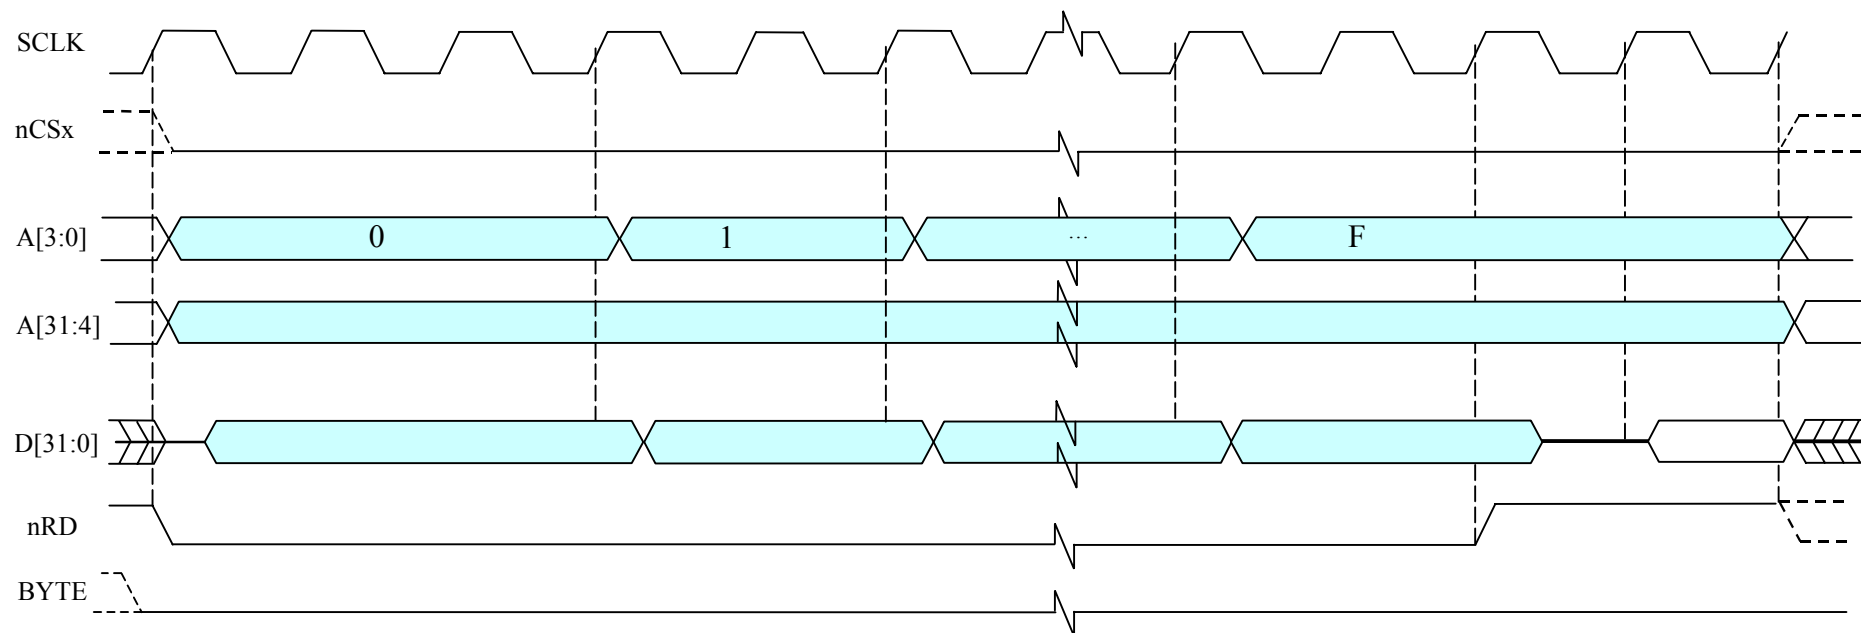 SCLK
nCSx
A[3:0] 0 1 ... F
A[31:4]
D[31:0]
nRD
BYTE